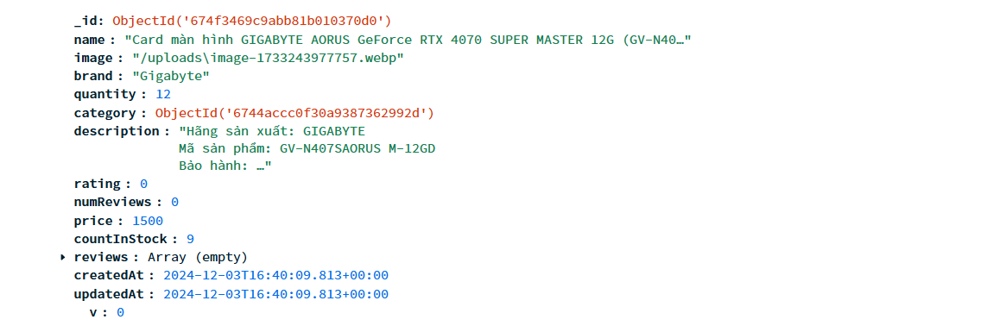 _id: ObjectId('674f3469c9abb81b010370d0')
name : "Card màn hình GIGABYTE AORUS GeForce RTX 4070 SUPER MASTER 12G (GV-N40…"
image : "/uploads\image-1733243977757.webp"
brand : "Gigabyte"
quantity : 12
category : ObjectId('6744accc0f30a9387362992d')
description : "Hãng sản xuất: GIGABYTE
Mã sản phẩm: GV-N407SAORUS M-12GD
Bảo hành: …"
rating : 0
numReviews : 0
price : 1500
countInStock : 9
reviews : Array (empty)
createdAt : 2024-12-03T16:40:09.813+00:00
updatedAt : 2024-12-03T16:40:09.813+00:00
v : 0